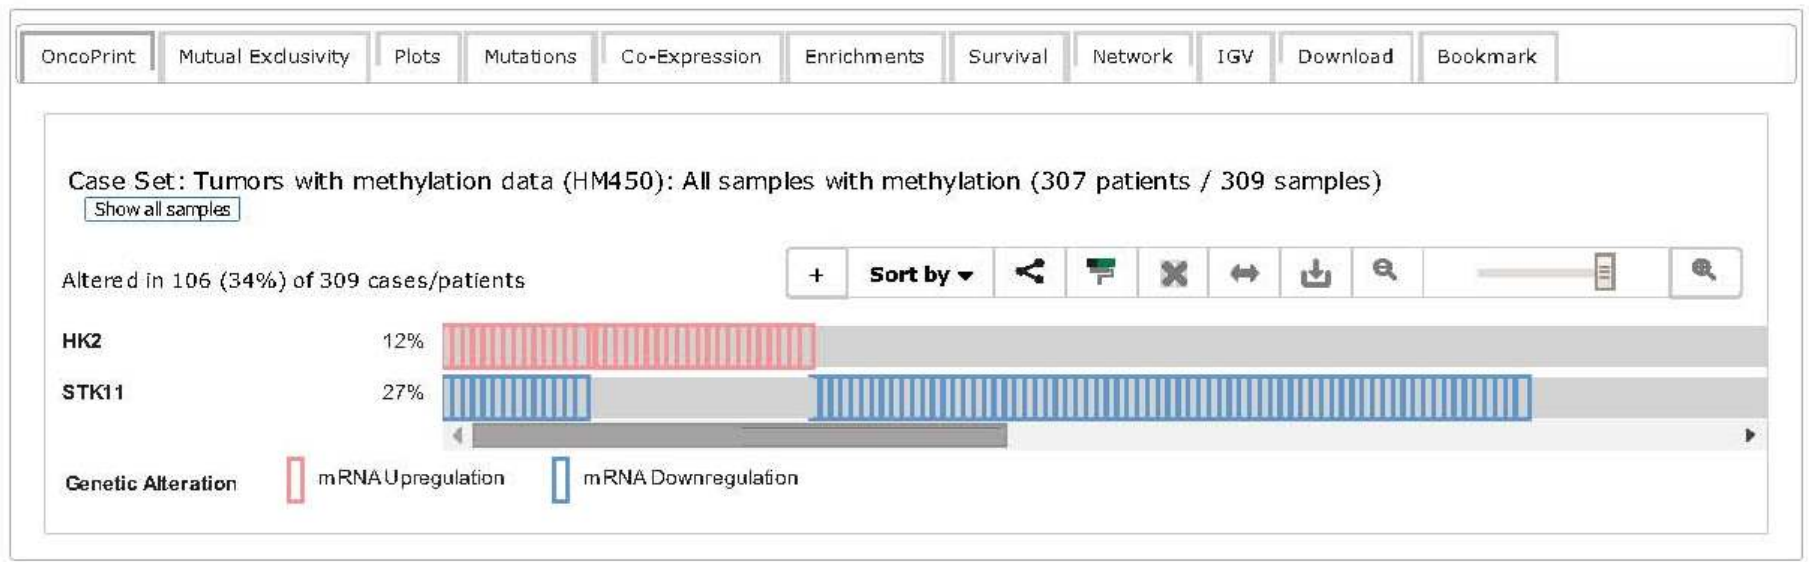 OncoPrint Mutual Exclusivity Plots Mutations Co-Expression Enrichments Survival Network IGV Download Bookmark
Case Set: Tumors with methylation data (HM450): All samples with methylation (307 patients / 309 samples)
Show all samples
Altered in 106 (34%) of 309 cases/patients + Sort by
HK2 12%
STK11 27%
Genetic Alteration mRNA Upregulation mRNA Downregulation